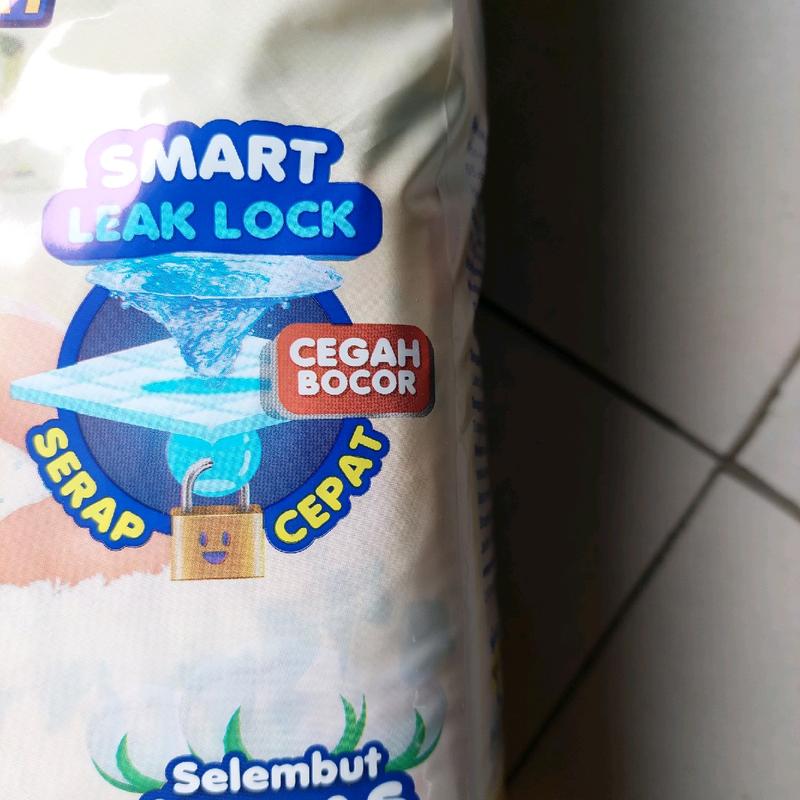 SMART
LEAK LOCK
CEGAH
BOCOR
SERAP
CEPAT
Selembut